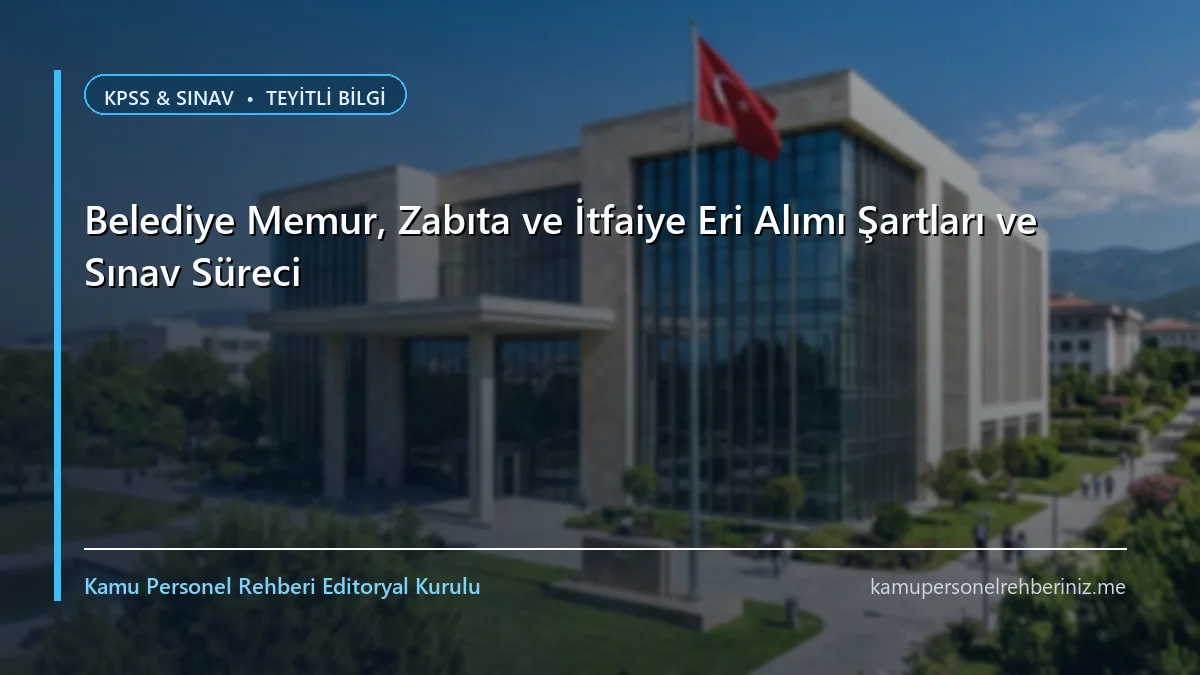 KPSS & SINAV • TEYİTLİ BİLGİ
Belediye Memur, Zabıta ve İtfaiye Eri Alımı Şartları ve
Sınav Süreci
Kamu Personel Rehberi Editoryal Kurulu
kamupersonelrehberiniz.me